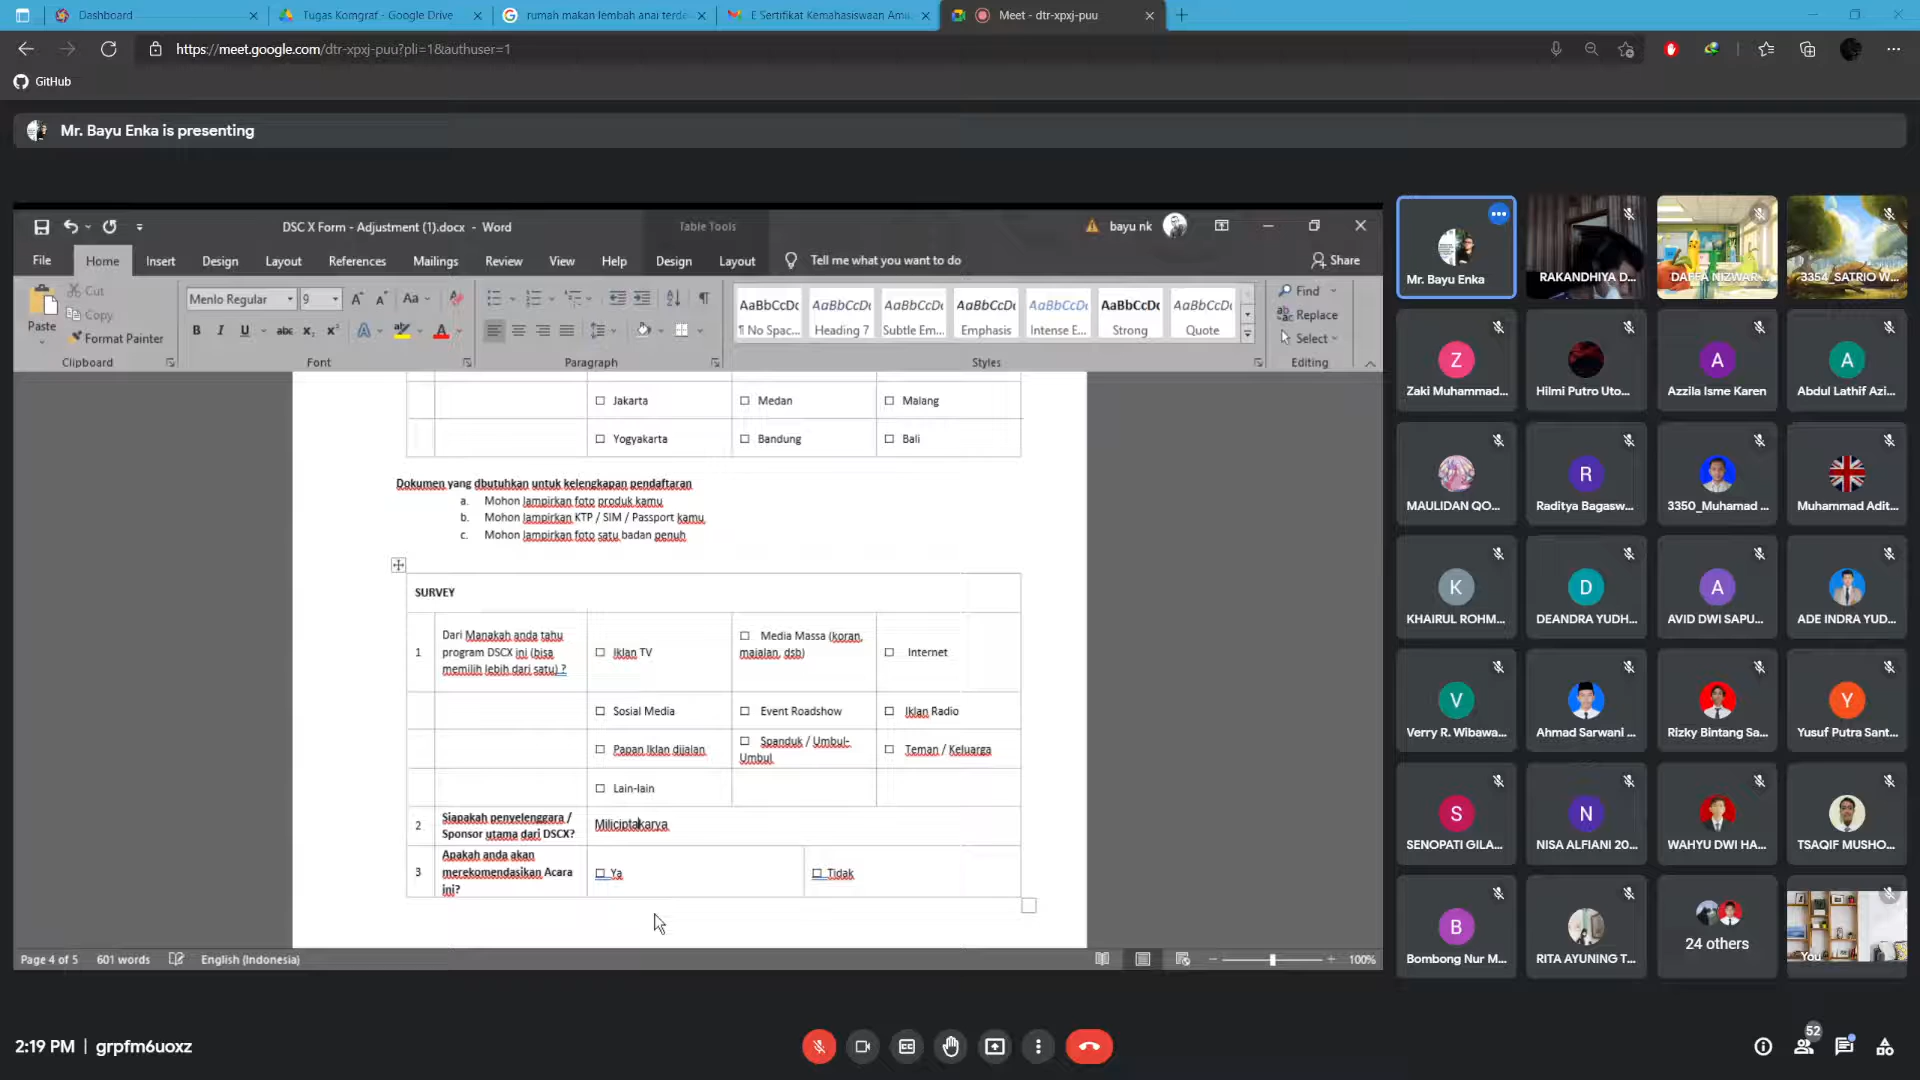 Dashboard
Tugas Komgraf - Google Drive
rumah makan lembah anai terde
E Sertifikat Kemahasiswaan Ami
Meet - dtr-xpxj-puu
https://meet.google.com/dtr-xpxj-puu?pli=1&authuser=1
GitHub
Mr. Bayu Enka is presenting
DSC X Form - Adjustment (1).docx - Word
Table Tools
bayu nk
File Home Insert Design Layout References Mailings Review View Help Design Layout Tell me what you want to do Share
Paste
Cut
Copy
Format Painter
Clipboard
Menlo Regular 9
Font
Paragraph
AaBbCcDc AaBbCcDt AaBbCcDt AaBbCcDt AaBbCcDt AaBbCcDt AaBbCcDt
¶ No Spac... Heading 7 Subtle Em... Emphasis Intense E... Strong Quote
Styles
Find
Replace
Select
Editing
Jakarta Medan Malang
Yogyakarta Bandung Bali
Dokumen yang dbutuhkan untuk kelengkapan pendaftaran
a. Mohon lampirkan foto produk kamu
b. Mohon lampirkan KTP / SIM / Passport kamu
c. Mohon lampirkan foto satu badan penuh
SURVEY
1
Dari Manakah anda tahu
program DSCX ini (bisa
memilih lebih dari satu) ?
Iklan TV
Media Massa (koran,
majalan, dsb)
Internet
Sosial Media Event Roadshow Iklan Radio
Papan Iklan dijalan
Spanduk / Umbul-
Umbul
Teman / Keluarga
Lain-lain
2
Siapakah penyelenggara /
Sponsor utama dari DSCX?
Miliciptakarya
3
Apakah anda akan
merekomendasikan Acara
ini?
Ya
Tidak
Page 4 of 5 601 words English (Indonesia) 100%
Mr. Bayu Enka
RAKANDHIYA D...
DAFFA NIZWAR...
3354_SATRIO W...
Z
Zaki Muhammad...
Hilmi Putro Uto...
A
Azzila Isme Karen
A
Abdul Lathif Azi...
MAULIDAN QO...
R
Raditya Bagasw...
3350_Muhamad ...
Muhammad Adit...
K
KHAIRUL ROHM...
D
DEANDRA YUDH...
A
AVID DWI SAPU...
ADE INDRA YUD...
V
Verry R. Wibawa...
Ahmad Sarwani ...
Rizky Bintang Sa...
Y
Yusuf Putra Sant...
S
SENOPATI GILA...
N
NISA ALFIANI 20...
WAHYU DWI HA...
TSAQIF MUSHO...
B
Bombong Nur M...
RITA AYUNING T...
24 others
You
2:19 PM | grpfm6uoxz
52